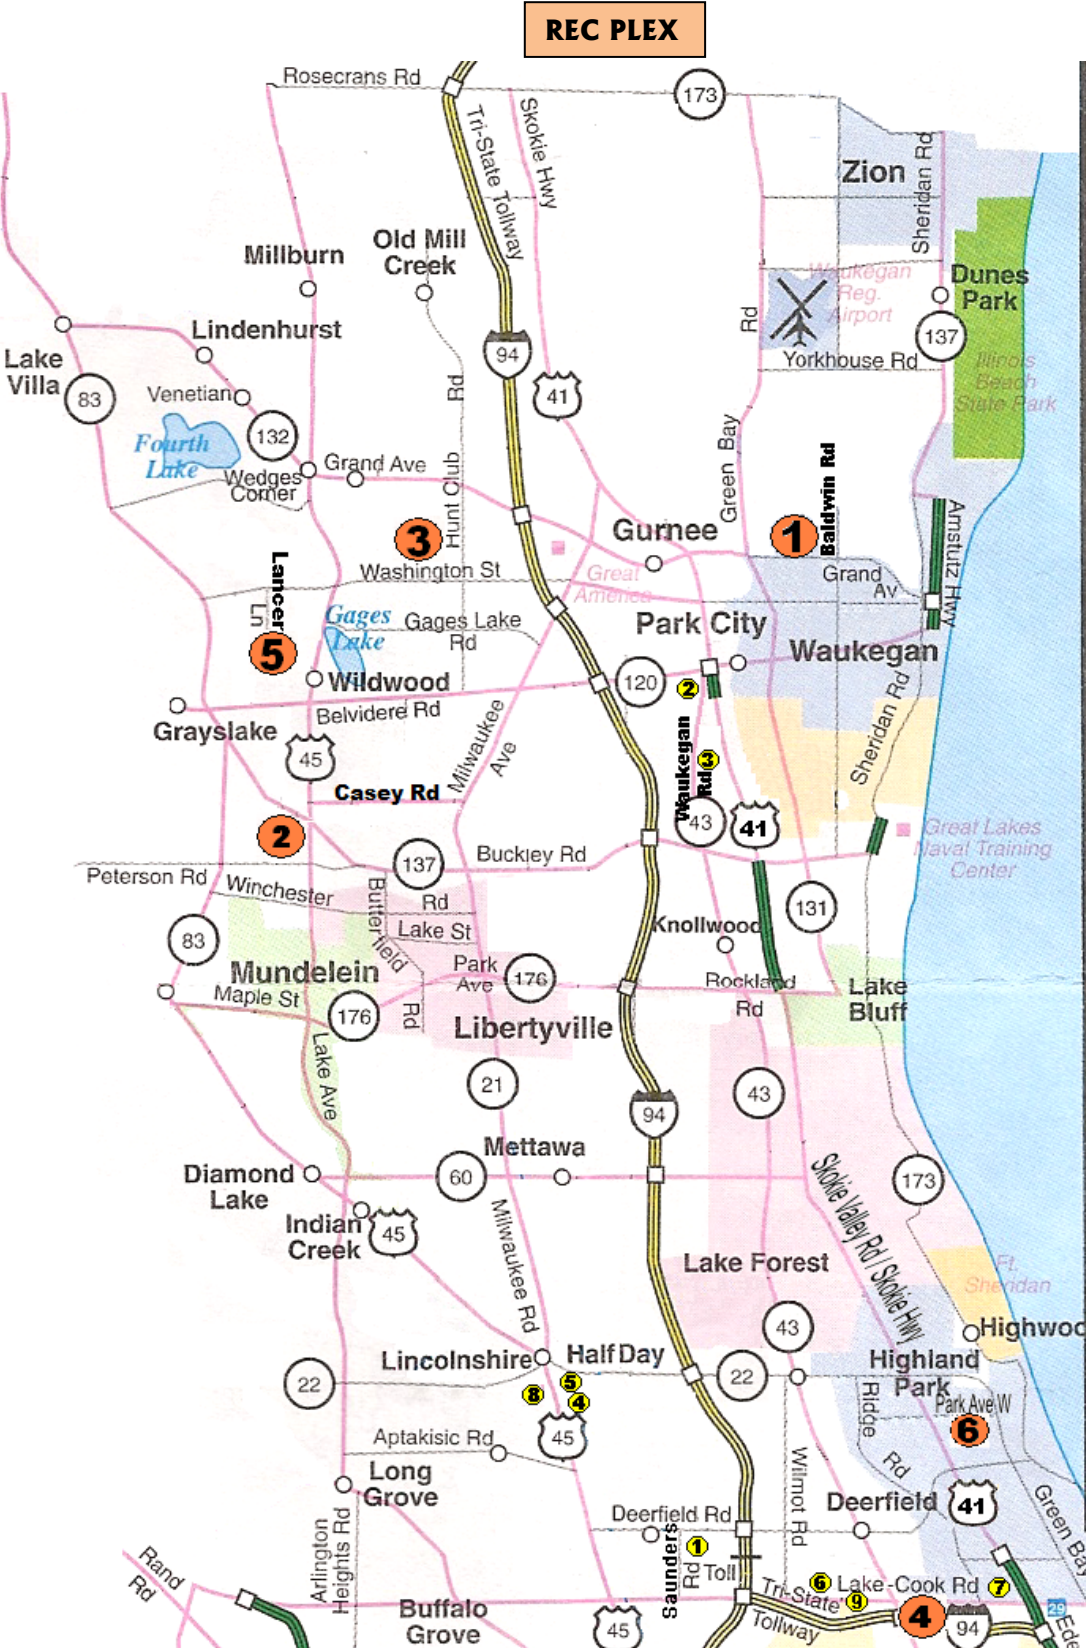 REC PLEX
Rosecrans Rd
173
Tri-State Tollway
Skokie Hwy
Zion
Sheridan Rd
Millburn
Old Mill
Creek
Waukegan
Reg.
Airport
Dunes
Park
Lindenhurst
137
Lake
Villa
94
Rd
Yorkhouse Rd
Illinois
Beach
State Park
83
Venetian
41
Rd
132
Fourth
Lake
Green Bay
Baldwin Rd
Wedges
Corner
Grand Ave
Hunt Club
3
Gurnee
1
Amstutz Hwy
Lancer
Ln
Washington St
Great
America
Grand
Av
Gages
Lake
Gages Lake
Rd
Park City
5
Waukegan
Wildwood
120
2
Belvidere Rd
Grayslake
Milwaukee
Ave
Waukegan
Rd
3
Sheridan Rd
45
Casey Rd
43
41
2
Great Lakes
Naval Training
Center
137
Buckley Rd
Peterson Rd
Winchester
Rd
Butterfield
Rd
Lake St
131
Knollwood
83
Mundelein
Park
Ave
176
Rockland
Rd
Lake
Bluff
Maple St
176
Libertyville
Lake Ave
21
43
94
Mettawa
Diamond
Lake
60
173
Skokie Valley Rd / Skokie Hwy
Indian
Creek
45
Milwaukee Rd
Lake Forest
Ft.
Sheridan
43
Highwoo
Lincolnshire
Half Day
22
22
Highland
Park
8
5
4
Ridge
Rd
Park Ave W
6
45
Aptakisic Rd
Long
Grove
Wilmot Rd
Deerfield
41
Green Bay
Deerfield Rd
Arlington
Heights Rd
Saunders
Rd
1
Toll
Rand
Rd
Tri-State
Tollway
6
Lake-Cook Rd
7
9
4
94
29
Ed
Buffalo
Grove
45